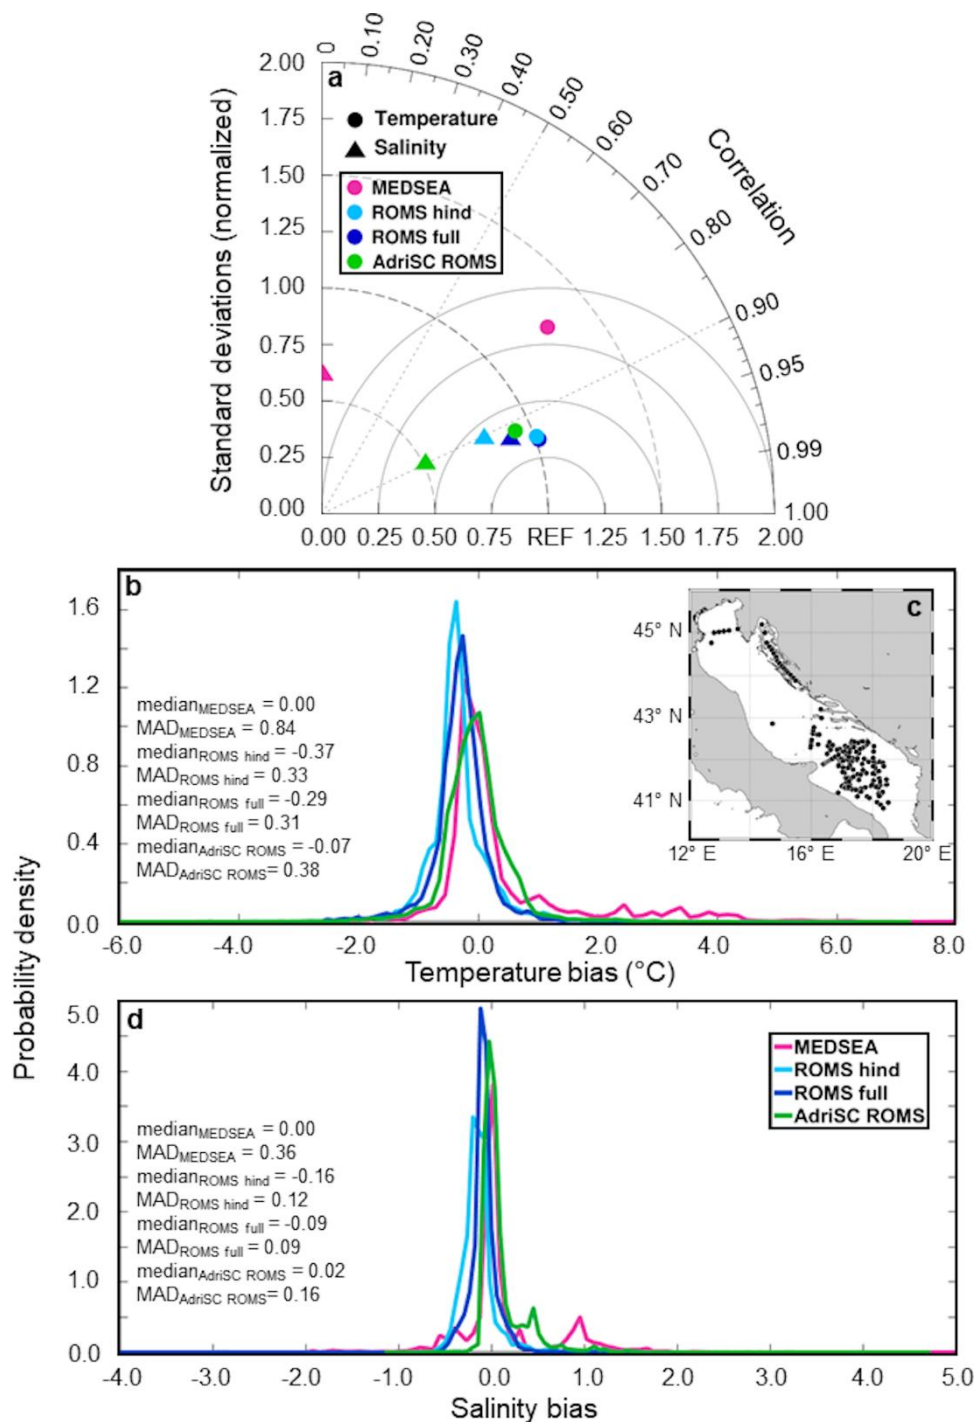 a
Standard deviations (normalized)
2.00
1.75
1.50
1.25
1.00
0.75
0.50
0.25
0.00
0
0.10
0.20
0.30
0.40
0.50
0.60
0.70
0.80
0.90
0.95
0.99
1.00
Correlation
Temperature
Salinity
MEDSEA
ROMS hind
ROMS full
AdriSC ROMS
0.00 0.25 0.50 0.75 REF 1.25 1.50 1.75 2.00
Probability density
b
1.6
1.2
0.8
0.4
0.0
medianMEDSEA = 0.00
MADMEDSEA = 0.84
medianROMS hind = -0.37
MADROMS hind = 0.33
medianROMS full = -0.29
MADROMS full = 0.31
medianAdriSC ROMS = -0.07
MADAdriSC ROMS= 0.38
c
45° N
43° N
41° N
12° E 16° E 20° E
-6.0 -4.0 -2.0 0.0 2.0 4.0 6.0 8.0
Temperature bias (°C)
d
5.0
4.0
3.0
2.0
1.0
0.0
medianMEDSEA = 0.00
MADMEDSEA = 0.36
medianROMS hind = -0.16
MADROMS hind = 0.12
medianROMS full = -0.09
MADROMS full = 0.09
medianAdriSC ROMS = 0.02
MADAdriSC ROMS= 0.16
MEDSEA
ROMS hind
ROMS full
AdriSC ROMS
-4.0 -3.0 -2.0 -1.0 0.0 1.0 2.0 3.0 4.0 5.0
Salinity bias